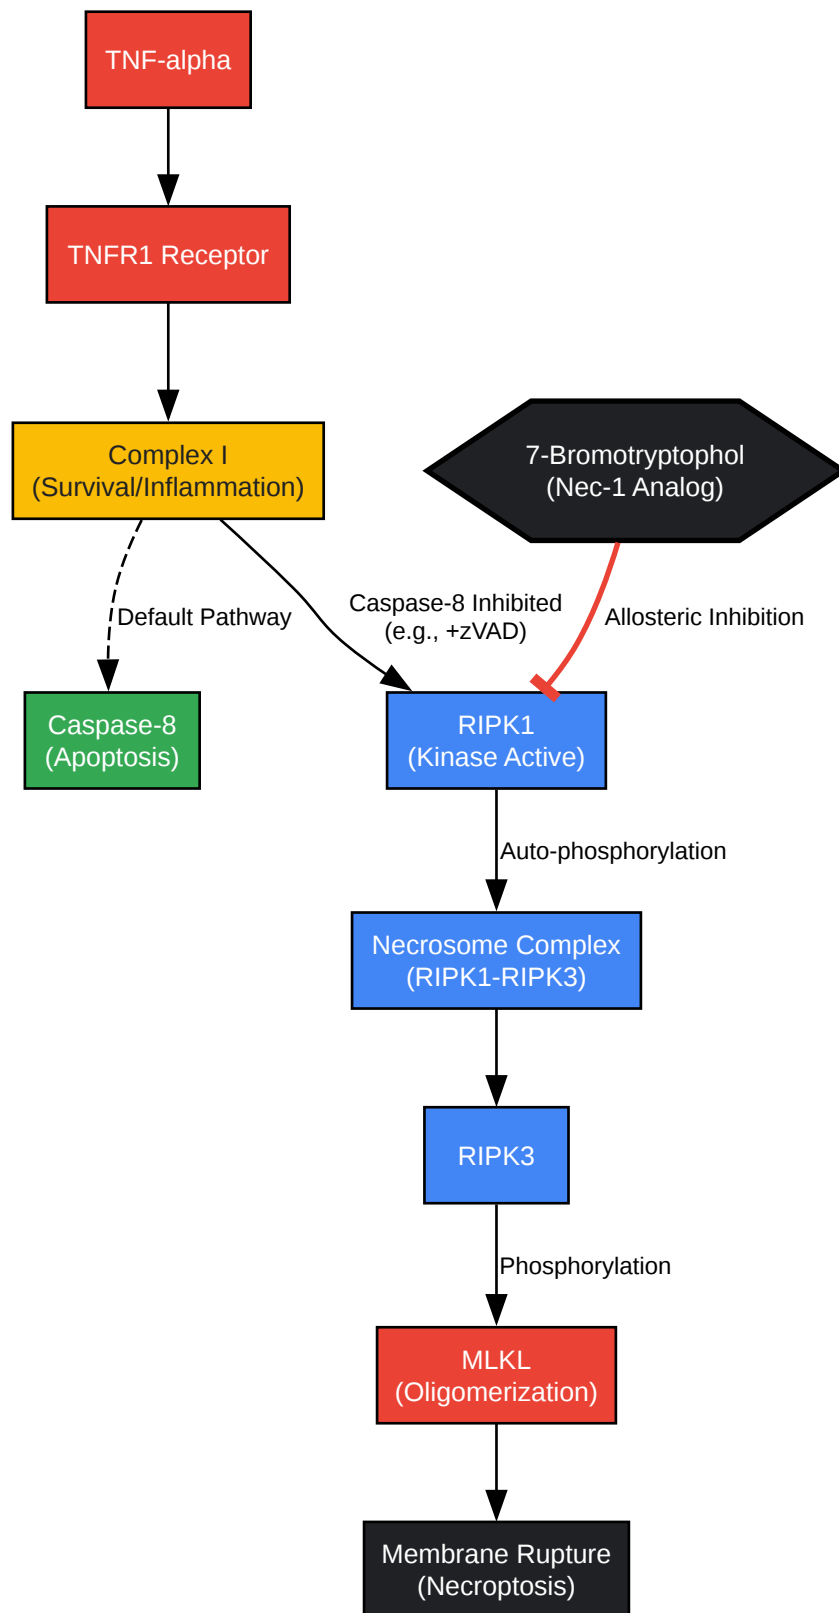 TNF-alpha
TNFR1 Receptor
Complex I
(Survival/Inflammation)
7-Bromotryptophol
(Nec-1 Analog)
Default Pathway
Caspase-8 Inhibited
(e.g., +zVAD)
Allosteric Inhibition
Caspase-8
(Apoptosis)
RIPK1
(Kinase Active)
Auto-phosphorylation
Necrosome Complex
(RIPK1-RIPK3)
RIPK3
Phosphorylation
MLKL
(Oligomerization)
Membrane Rupture
(Necroptosis)